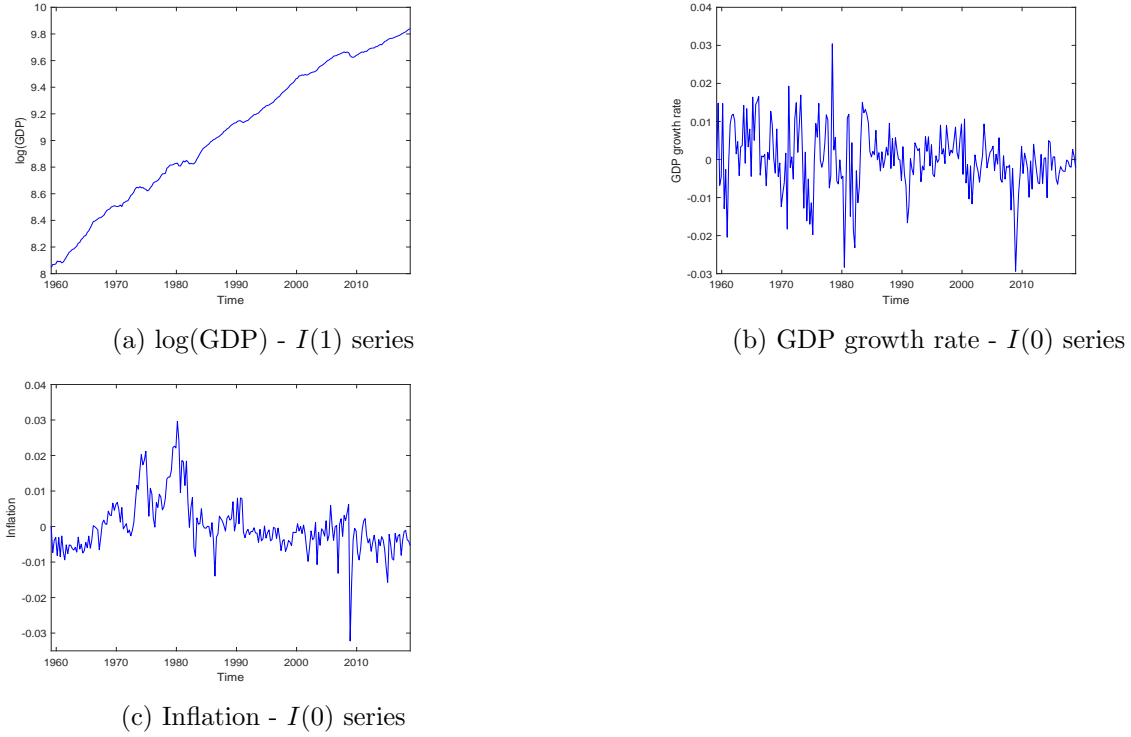 10
9.8
9.6
9.4
9.2
9
8.8
8.6
8.4
8.2
8
log(GDP)
1960 1970 1980 1990 2000 2010
Time
(a) log(GDP) - I(1) series
0.04
0.03
0.02
0.01
0
-0.01
-0.02
-0.03
GDP growth rate
1960 1970 1980 1990 2000 2010
Time
(b) GDP growth rate - I(0) series
0.04
0.03
0.02
0.01
0
-0.01
-0.02
-0.03
Inflation
1960 1970 1980 1990 2000 2010
Time
(c) Inflation - I(0) series